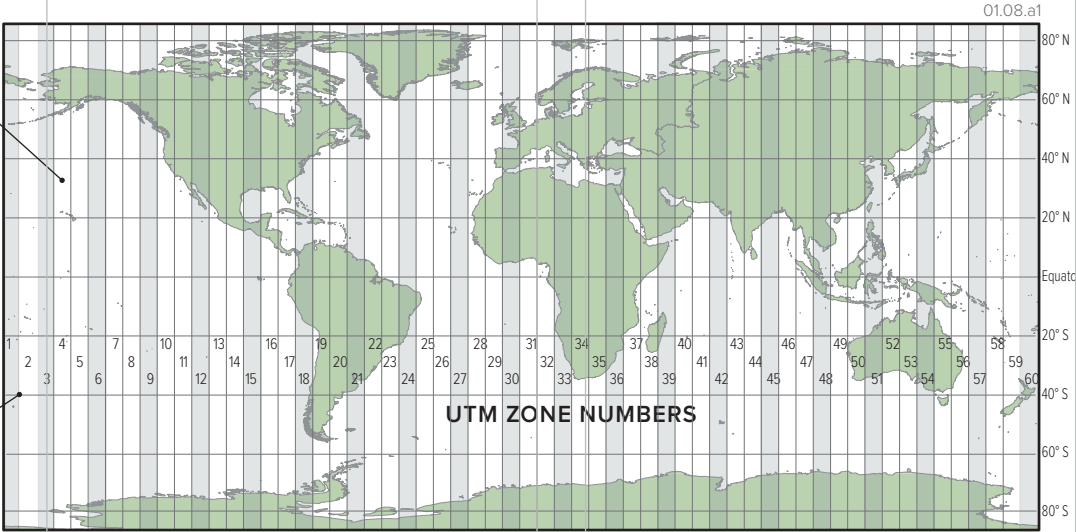 01.08.a1
80° N
60° N
40° N
20° N
Equato
20° S
1 4 7 10 13 16 19 22 25 28 31 34 37 40 43 46 49 52 55 58
2 5 8 11 14 17 20 23 26 29 32 35 38 41 44 47 50 53 56 59
3 6 9 12 15 18 21 24 27 30 33 36 39 42 45 48 51 54 57 60
40° S
UTM ZONE NUMBERS
60° S
80° S